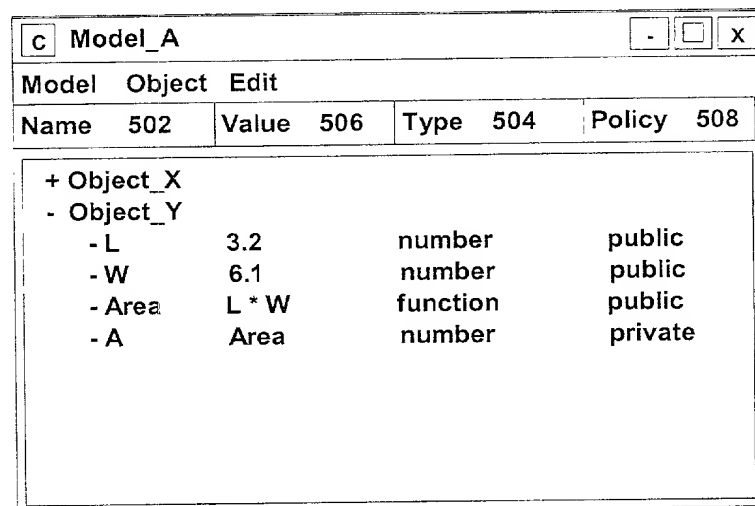 C Model_A - X
Model Object Edit
Name 502 Value 506 Type 504 Policy 508
+ Object_X
- Object_Y
- L 3.2 number public
- W 6.1 number public
- Area L * W function public
- A Area number private